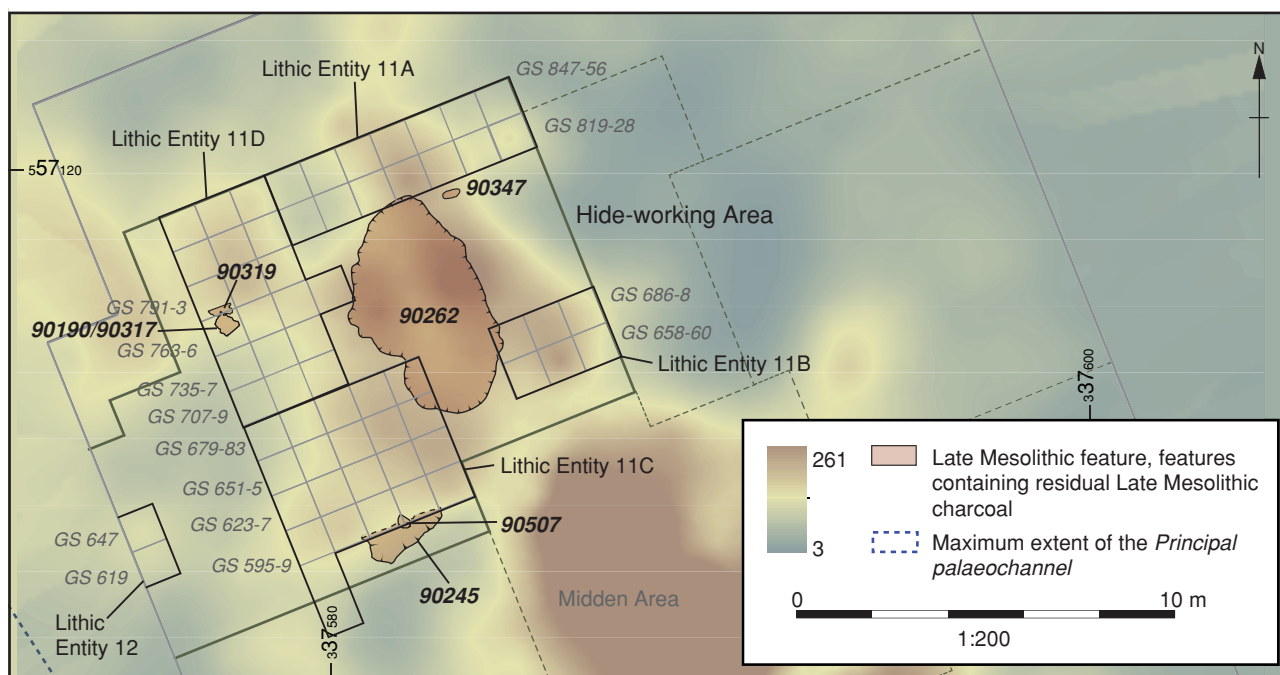 Lithic Entity 11A
GS 847-56
N
GS 819-28
Lithic Entity 11D
557120
90347
Hide-working Area
90319
GS 791-3
GS 686-8
90262
90190/90317
GS 658-60
GS 763-6
Lithic Entity 11B
GS 735-7
337600
GS 707-9
GS 679-83
Lithic Entity 11C
GS 651-5
GS 623-7
90507
GS 647
GS 595-9
GS 619
90245
Midden Area
Lithic
Entity 12
337580
261
3
Late Mesolithic feature, features
containing residual Late Mesolithic
charcoal
Maximum extent of the Principal
palaeochannel
0 10 m
1:200